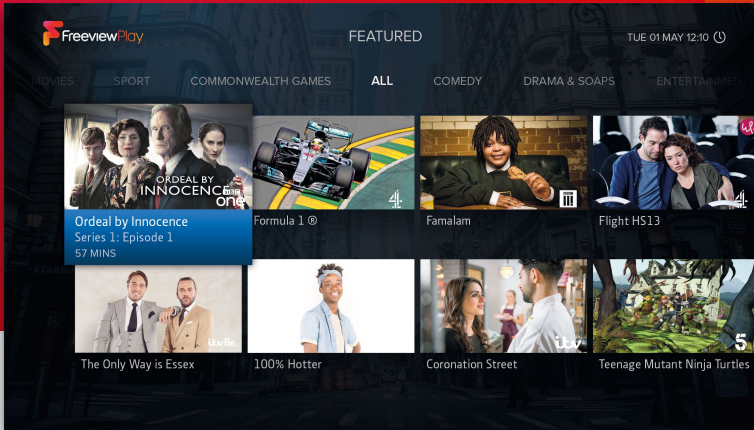 FreeviewPlay
FEATURED
TUE 01 MAY 12:10
MOVIES SPORT COMMONWEALTH GAMES ALL COMEDY DRAMA & SOAPS ENTERTAINMEN
ORDEAL BY
INNOCENCE
BBC
one
4
4
Ordeal by Innocence
Series 1: Episode 1
57 MINS
Formula 1 ®
Famalam
Flight HS13
itvBe
itv
5
The Only Way is Essex
100% Hotter
Coronation Street
Teenage Mutant Ninja Turtles